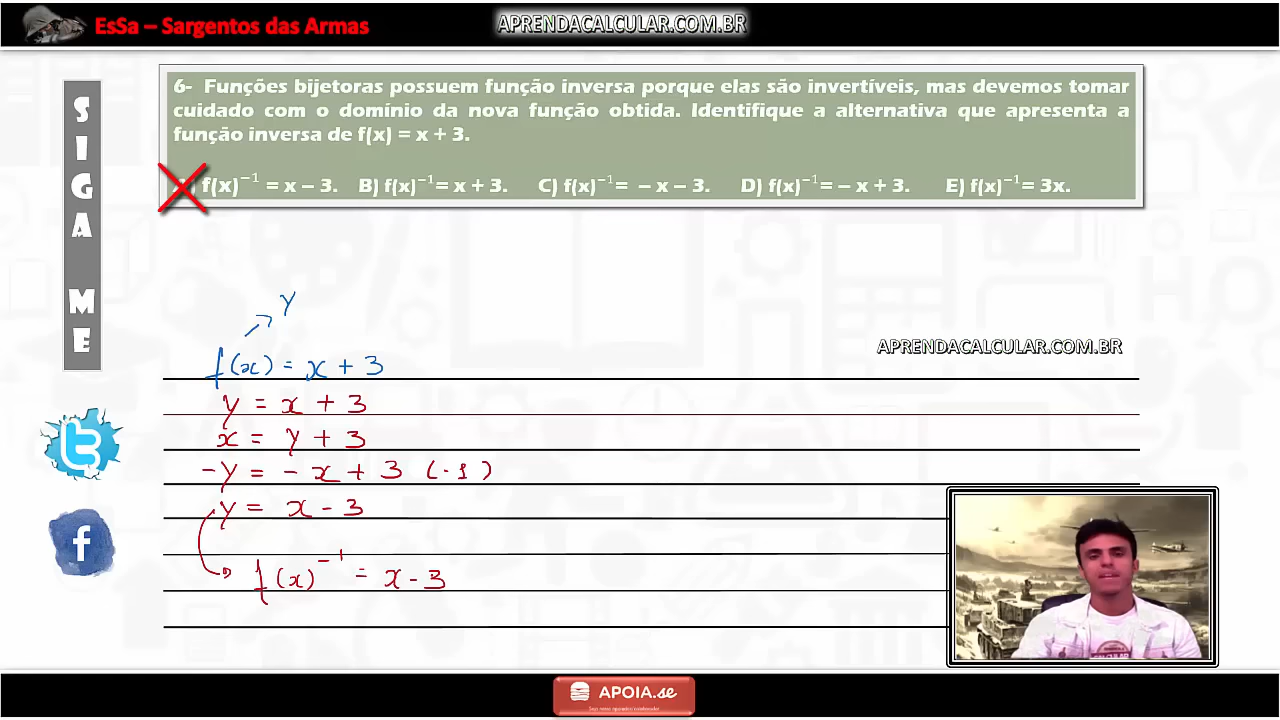 EsSa – Sargentos das Armas
APRENDACALCULAR.COM.BR
SIGA ME
6- Funções bijetoras possuem função inversa porque elas são invertíveis, mas devemos tomar
cuidado com o domínio da nova função obtida. Identifique a alternativa que apresenta a
função inversa de f(x) = x + 3.
f(x)⁻¹ = x – 3. B) f(x)⁻¹= x + 3. C) f(x)⁻¹= – x – 3. D) f(x)⁻¹= – x + 3. E) f(x)⁻¹= 3x.
y
f(x) = x + 3
APRENDACALCULAR.COM.BR
y = x + 3
x = y + 3
-y = - x + 3 (·1)
y = x - 3
f(x)⁻¹ = x - 3
APOIA.se